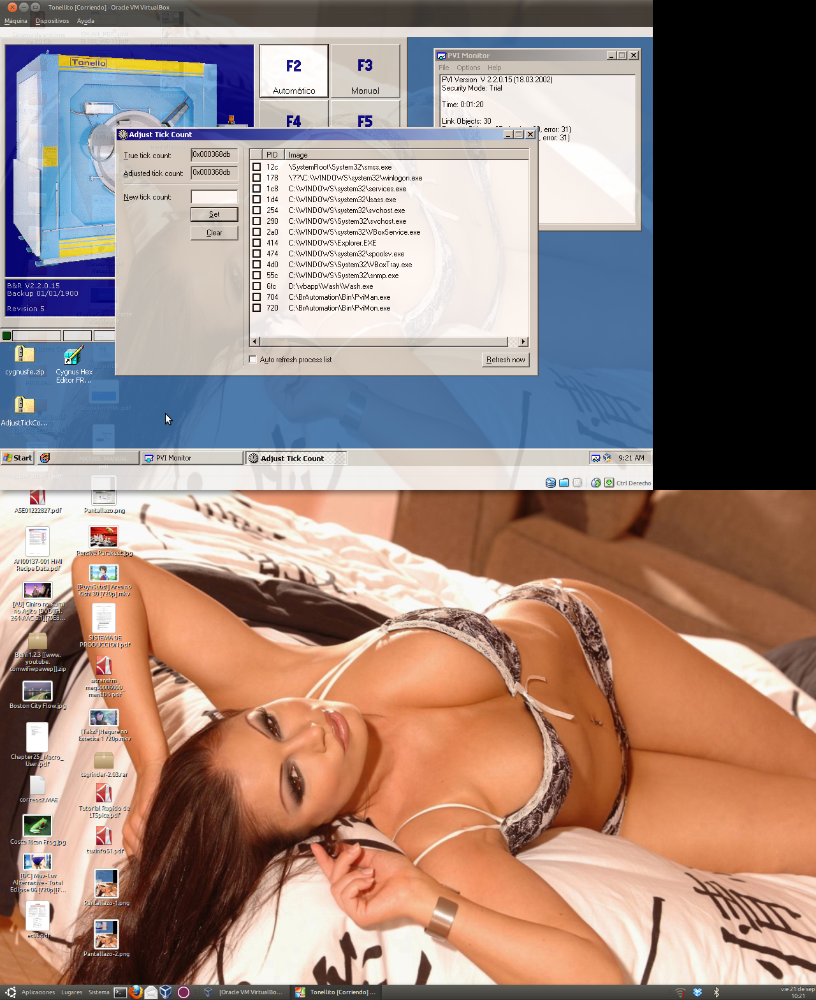 Tonellito [Corriendo] - Oracle VM VirtualBox
Máquina Dispositivos Ayuda
Tonello
F2
Automático
F3
Manual
F4
F5
B&R V2.2.0.15
Backup 01/01/1900
Revision 5
PVI Monitor
File Options Help
PVI Version V 2.2.0.15 (18.03.2002)
Security Mode: Trial
Time: 0:01:20
Link Objects: 30
0, error: 31)
, error: 31)
Adjust Tick Count
True tick count: 0x000368db
Adjusted tick count: 0x000368db
New tick count:
Set
Clear
PID Image
12c \SystemRoot\System32\smss.exe
178 \??\C:\WINDOWS\system32\winlogon.exe
1c8 C:\WINDOWS\system32\services.exe
1d4 C:\WINDOWS\system32\lsass.exe
254 C:\WINDOWS\system32\svchost.exe
290 C:\WINDOWS\System32\svchost.exe
2a0 C:\WINDOWS\system32\VBoxService.exe
414 C:\WINDOWS\Explorer.EXE
474 C:\WINDOWS\system32\spoolsv.exe
4d0 C:\WINDOWS\System32\VBoxTray.exe
55c C:\WINDOWS\System32\snmp.exe
6fc D:\vbapp\Wash\Wash.exe
704 C:\BrAutomation\Bin\PviMan.exe
720 C:\BrAutomation\Bin\PviMon.exe
Auto refresh process list
Refresh now
cygnusfe.zip
Cygnus Hex
Editor FR...
AdjustTickCo...
Start
PVI Monitor
Adjust Tick Count
9:21 AM
Ctrl Derecho
ASE01222827.pdf
Pantallazo.png
AN00137-001 HMI
Recipe Data.pdf
Pensive Parakeet.jpg
[AU] Giniro no Kami
no Agito [DVD][H.
264-AAC-5.1][79E8...
[PuyaSubs!] Area no
Kishi 30 [720p].mkv
Beini 1.2.3 [[www.
youtube.
comwifiwpawep]].zip
SISTEMA DE
PRODUCCION.pdf
Boston City Flow.jpg
sitransfm_
mag50006000_
manEDS.pdf
Chapter25_Macro_
User.pdf
[TakzF]Hagure no
Estetica 1 720p.mkv
correos2.MAE
tsgrinder-2.03.rar
Costa Rican Frog.jpg
Tutorial Rapido de
LTSpice.pdf
[DC] Muv-Luv
Alternative - Total
Eclipse 06 [720p][F...
tuxinfo51.pdf
ec03.pdf
Pantallazo-1.png
Pantallazo-2.png
Aplicaciones Lugares Sistema
[Oracle VM VirtualBo...
Tonellito [Corriendo] ...
vie 21 de sep
10:21